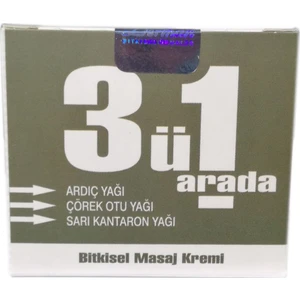 3
ü
1
arada
ARDIÇ YAĞI
ÇÖREK OTU YAĞI
SARI KANTARON YAĞI
Bitkisel Masaj Kremi